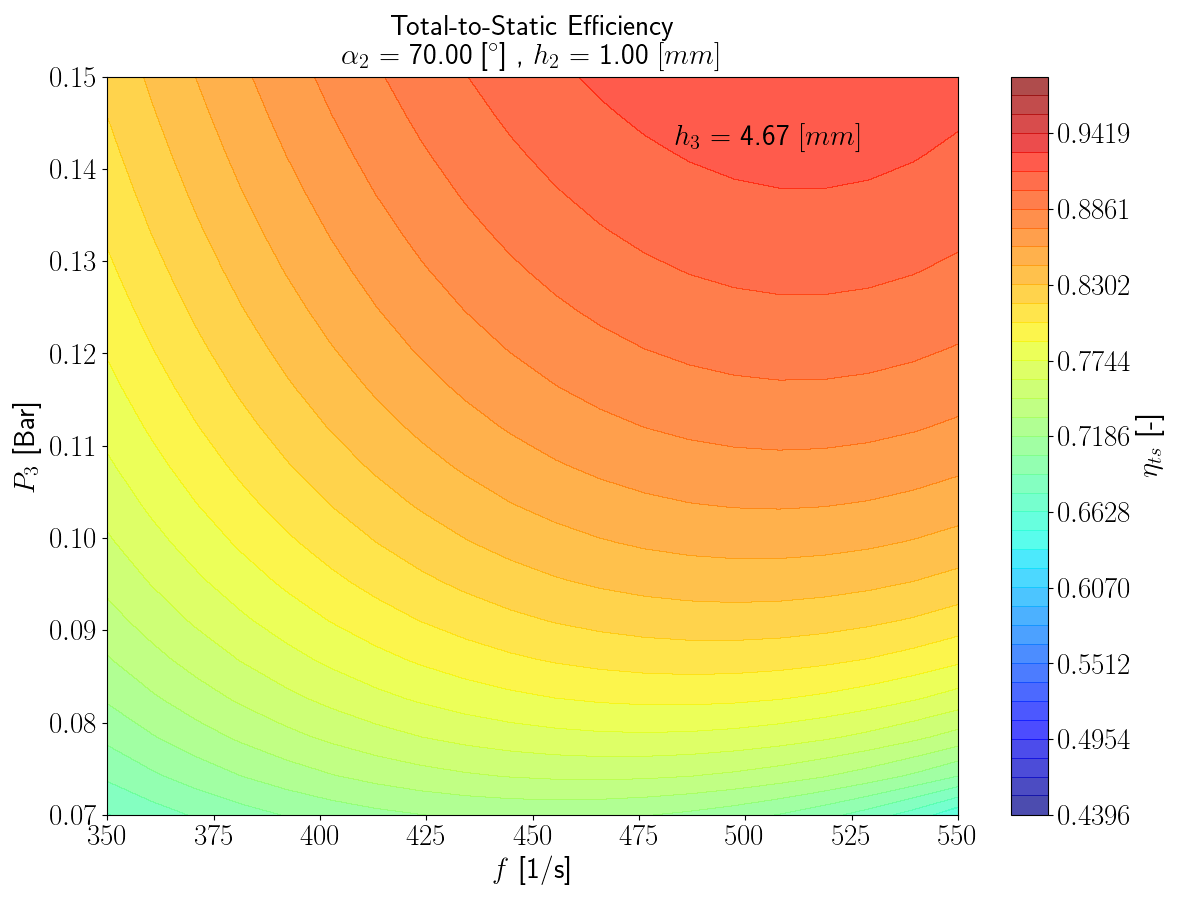 Total-to-Static Efficiency
α₂ = 70.00 [°] , h₂ = 1.00 [mm]
h₃ = 4.67 [mm]
P₃ [Bar]
0.15
0.14
0.13
0.12
0.11
0.10
0.09
0.08
0.07
350 375 400 425 450 475 500 525 550
f [1/s]
0.9419
0.8861
0.8302
0.7744
0.7186
0.6628
0.6070
0.5512
0.4954
0.4396
η_ts [-]